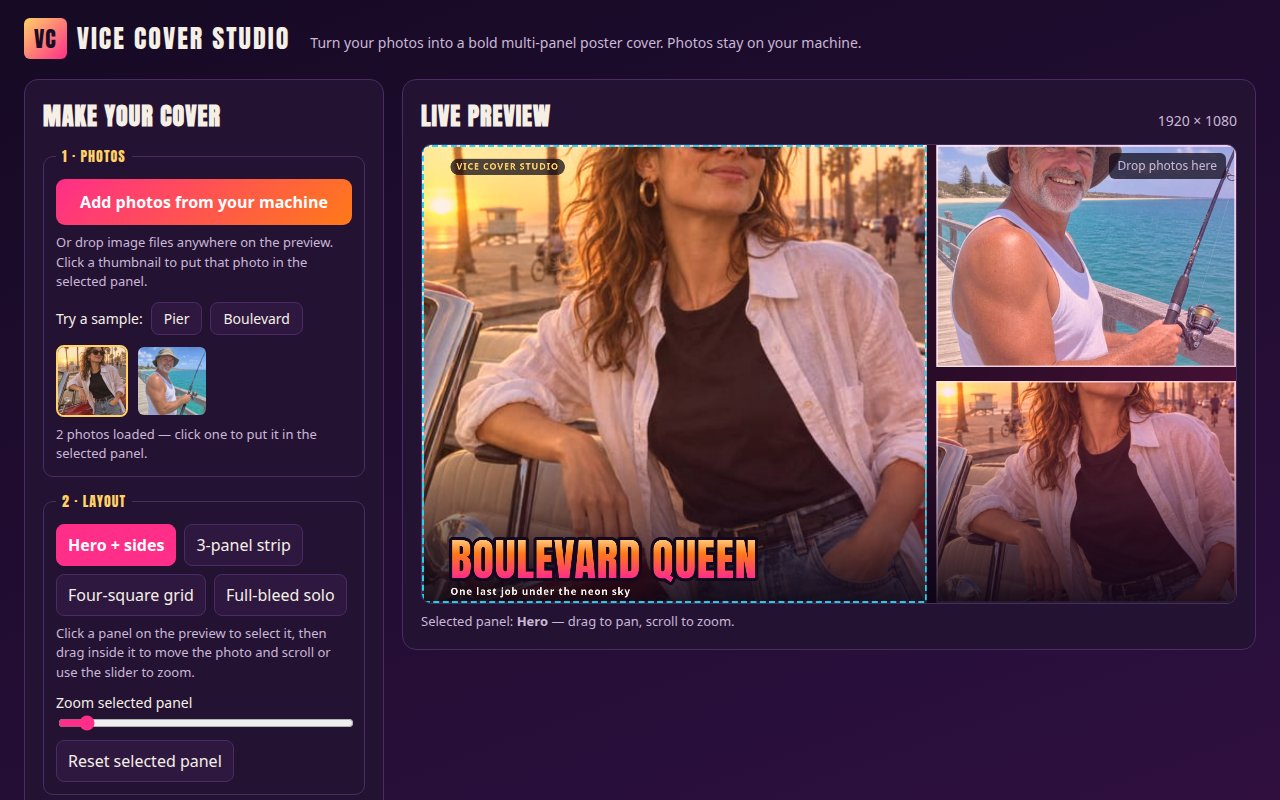 VC VICE COVER STUDIO Turn your photos into a bold multi-panel poster cover. Photos stay on your machine.
MAKE YOUR COVER
1 · PHOTOS
Add photos from your machine
Or drop image files anywhere on the preview.
Click a thumbnail to put that photo in the
selected panel.
Try a sample: Pier Boulevard
2 photos loaded — click one to put it in the
selected panel.
2 · LAYOUT
Hero + sides 3-panel strip
Four-square grid Full-bleed solo
Click a panel on the preview to select it, then
drag inside it to move the photo and scroll or
use the slider to zoom.
Zoom selected panel
Reset selected panel
LIVE PREVIEW 1920 × 1080
VICE COVER STUDIO
Drop photos here
BOULEVARD QUEEN
One last job under the neon sky
Selected panel: Hero — drag to pan, scroll to zoom.